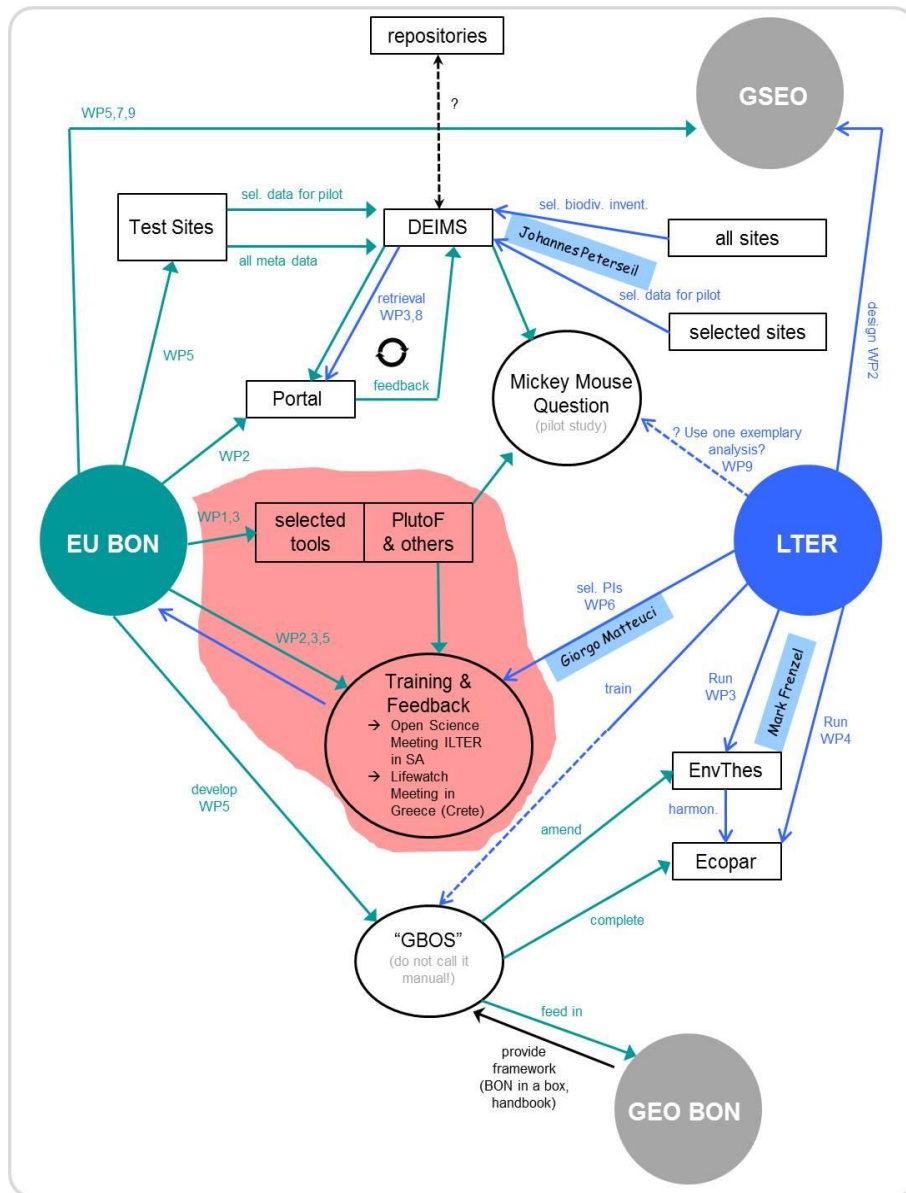 repositories
?
GSEO
WP5,7,9
sel. data for pilot
Test Sites
all meta data
DEIMS
sel. biodiv. invent.
all sites
Johannes Peterseil
sel. data for pilot
selected sites
retrieval
WP3,8
feedback
WP5
Portal
WP2
Mickey Mouse
Question
(pilot study)
design WP2
? Use one exemplary
analysis?
WP9
EU BON
WP1,3
selected
tools
PlutoF
& others
LTER
sel. PIs
WP6
Giorgo Matteuci
WP2,3,5
Training &
Feedback
→ Open Science
Meeting ILTER
in SA
→ Lifewatch
Meeting in
Greece (Crete)
train
Run
WP3
Mark Frenzel
Run
WP4
EnvThes
harmon.
Ecopar
develop
WP5
amend
complete
“GBOS”
(do not call it
manual!)
feed in
provide
framework
(BON in a box,
handbook)
GEO BON